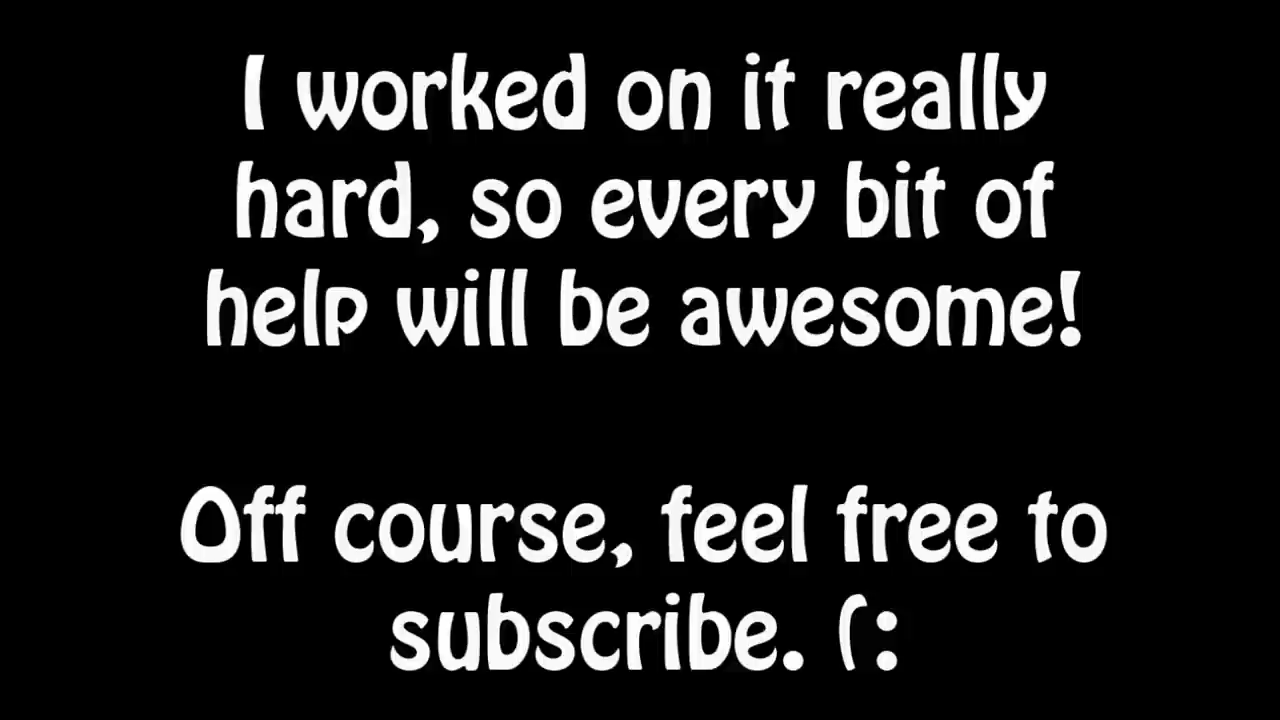 I worked on it really
hard, so every bit of
help will be awesome!
Off course, feel free to
subscribe. (: